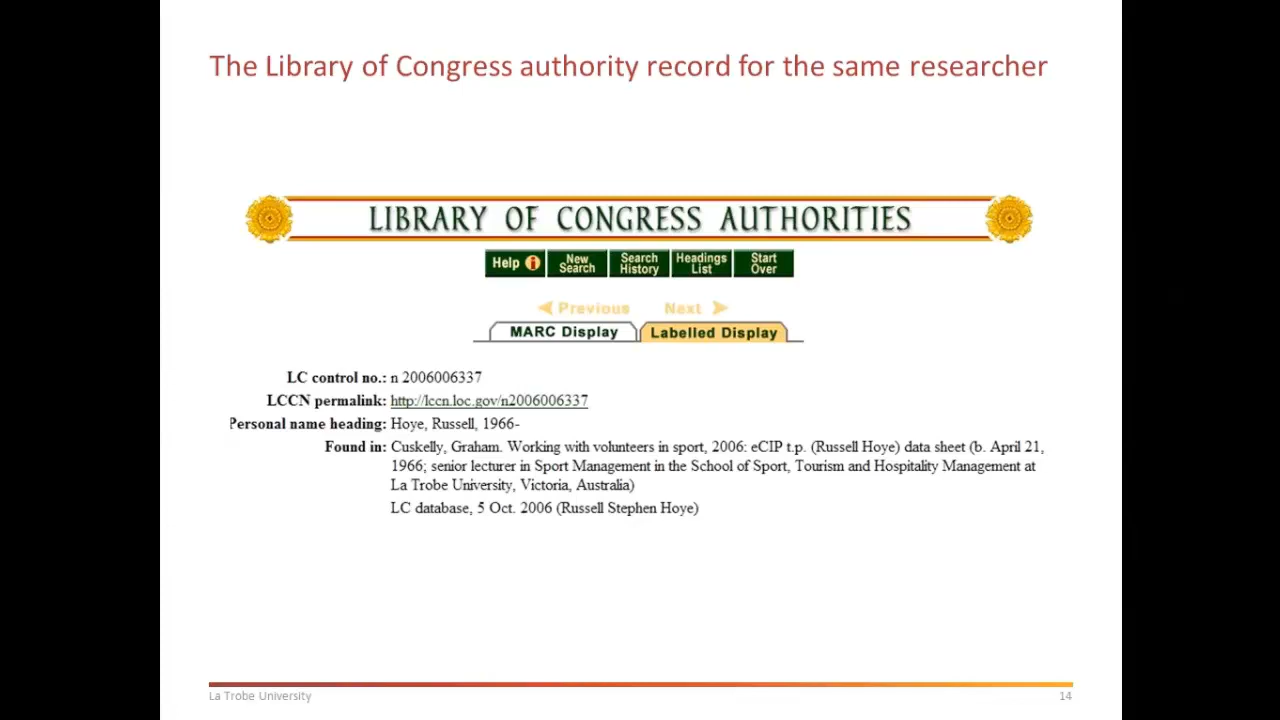 The Library of Congress authority record for the same researcher
LIBRARY OF CONGRESS AUTHORITIES
Help i New Search Search History Headings List Start Over
Previous Next
MARC Display Labelled Display
LC control no.: n 2006006337
LCCN permalink: http://lccn.loc.gov/n2006006337
Personal name heading: Hoye, Russell, 1966-
Found in: Cuskelly, Graham. Working with volunteers in sport, 2006: eCIP t.p. (Russell Hoye) data sheet (b. April 21,
1966; senior lecturer in Sport Management in the School of Sport, Tourism and Hospitality Management at
La Trobe University, Victoria, Australia)
LC database, 5 Oct. 2006 (Russell Stephen Hoye)
La Trobe University 14